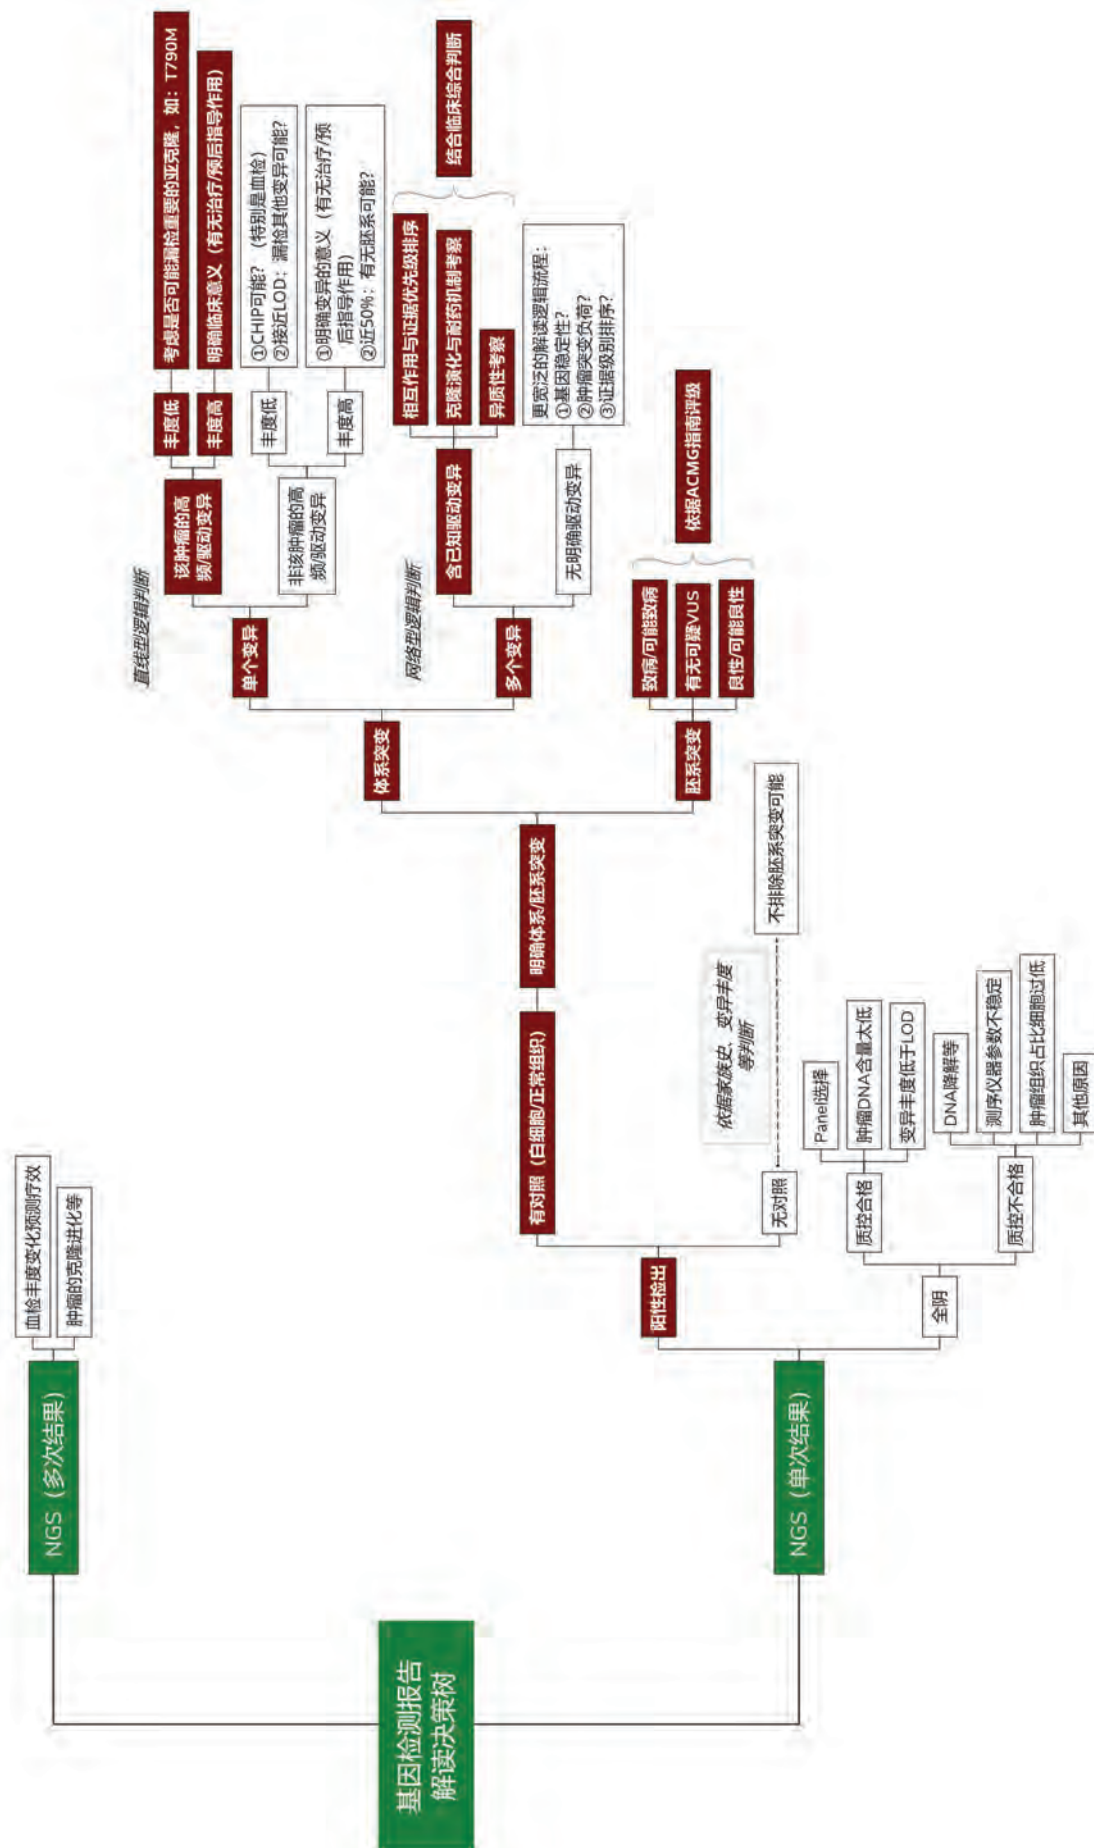 基因检测报告
解读决策树
NGS（多次结果）
血检丰度变化预测疗效
肿瘤的克隆进化等
NGS（单次结果）
阳性检出
有对照（白细胞/正常组织）
明确体系/胚系突变
体系突变
单个变异
直线型逻辑判断
该肿瘤的高
频/驱动变异
丰度低
考虑是否可能漏检重要的亚克隆，如：T790M
丰度高
明确临床意义（有无治疗/预后指导作用）
非该肿瘤的高
频/驱动变异
丰度低
①CHIP可能？（特别是血检）
②接近LOD：漏检其他变异可能？
丰度高
①明确变异的意义（有无治疗/预
后指导作用）
②近50%：有无胚系可能？
多个变异
网络型逻辑判断
含已知驱动变异
相互作用与证据优先级排序
克隆演化与耐药机制考察
异质性考察
结合临床综合判断
无明确驱动变异
更宽泛的解读逻辑流程：
①基因稳定性？
②肿瘤突变负荷？
③证据级别排序？
胚系突变
致病/可能致病
有无可疑VUS
良性/可能良性
依据ACMG指南评级
无对照
依据家族史、变异丰度
等判断
不排除胚系突变可能
全阴
质控合格
Panel选择
肿瘤DNA含量太低
变异丰度低于LOD
质控不合格
DNA降解等
测序仪器参数不稳定
肿瘤组织占比细胞过低
其他原因